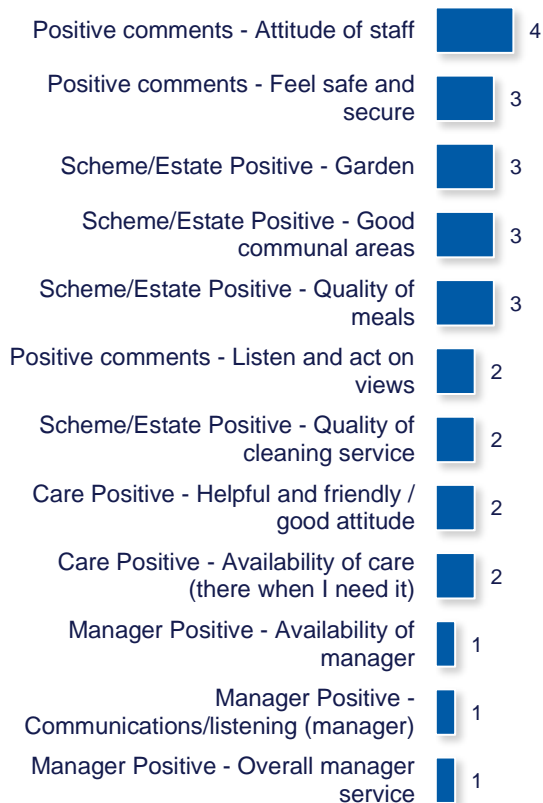 Positive comments - Attitude of staff 4
Positive comments - Feel safe and
secure 3
Scheme/Estate Positive - Garden 3
Scheme/Estate Positive - Good
communal areas 3
Scheme/Estate Positive - Quality of
meals 3
Positive comments - Listen and act on
views 2
Scheme/Estate Positive - Quality of
cleaning service 2
Care Positive - Helpful and friendly /
good attitude 2
Care Positive - Availability of care
(there when I need it) 2
Manager Positive - Availability of
manager 1
Manager Positive -
Communications/listening (manager) 1
Manager Positive - Overall manager
service 1